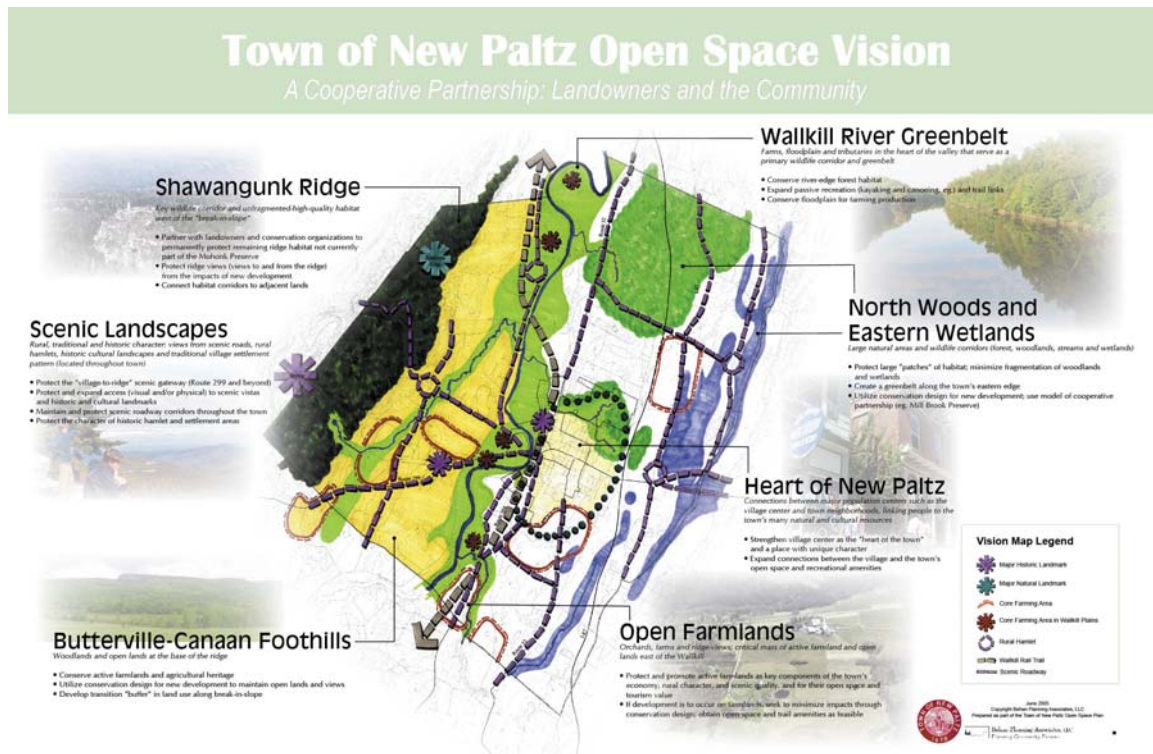 Town of New Paltz Open Space Vision
A Cooperative Partnership: Landowners and the Community
Wallkill River Greenbelt
Farms, floodplain and tributaries in the heart of the valley that serve as a
primary wildlife corridor and greenbelt
• Conserve river-edge forest habitat
• Expand passive recreation (kayaking and canoeing, eg.) and trail links
• Conserve floodplain for farming production
Shawangunk Ridge
Key wildlife corridor and unfragmented-high-quality habitat
west of the "break-in-slope"
• Partner with landowners and conservation organizations to
permanently protect remaining ridge habitat not currently
part of the Mohonk Preserve
• Protect ridge views (views to and from the ridge)
from the impacts of new development
• Connect habitat corridors to adjacent lands
North Woods and
Eastern Wetlands
Large natural areas and wildlife corridors (forest, woodlands, streams and wetlands)
• Protect large "patches" of habitat; minimize fragmentation of woodlands
and wetlands
• Create a greenbelt along the town's eastern edge
• Utilize conservation design for new development; use model of cooperative
partnership (eg. Mill Brook Preserve)
Scenic Landscapes
Rural, traditional and historic character: views from scenic roads, rural
hamlets, historic cultural landscapes and traditional village settlement
pattern (located throughout town)
• Protect the "village-to-ridge" scenic gateway (Route 299 and beyond)
• Protect and expand access (visual and/or physical) to scenic vistas
and historic and cultural landmarks
• Maintain and protect scenic roadway corridors throughout the town
• Protect the character of historic hamlet and settlement areas
Heart of New Paltz
Connections between major population centers such as the
village center and town neighborhoods, linking people to the
town's many natural and cultural resources
• Strengthen village center as the "heart of the town"
and a place with unique character
• Expand connections between the village and the town's
open space and recreational amenities
Butterville-Canaan Foothills
Woodlands and open lands at the base of the ridge
• Conserve active farmlands and agricultural heritage
• Utilize conservation design for new development to maintain open lands and views
• Develop transition "buffer" in land use along break-in-slope
Open Farmlands
Orchards, farms and ridge views; critical mass of active farmland and open
lands east of the Wallkill
• Protect and promote active farmlands as key components of the town's
economy, rural character, and scenic quality, and for their open space and
tourism value
• If development is to occur on farmlands, seek to minimize impacts through
conservation design; obtain open space and trail amenities as feasible
Vision Map Legend
Major Historic Landmark
Major Natural Landmark
Core Farming Area
Core Farming Area in Wallkill Plains
Rural Hamlet
Wallkill Rail Trail
Scenic Roadway
TOWN OF NEW PALTZ
June 2005
Copyright Behan Planning Associates, LLC
Prepared as part of the Town of New Paltz Open Space Plan
Behan Planning Associates, LLC